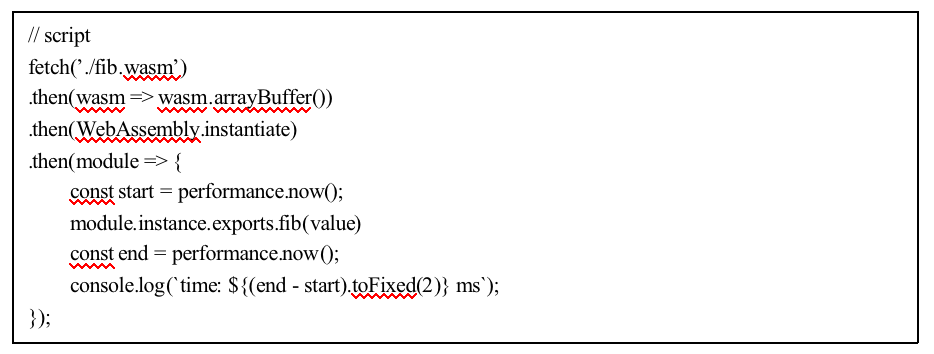 // script
fetch(’./fib.wasm’)
.then(wasm => wasm.arrayBuffer())
.then(WebAssembly.instantiate)
.then(module => {
const start = performance.now();
module.instance.exports.fib(value)
const end = performance.now();
console.log(`time: ${(end - start).toFixed(2)} ms`);
});